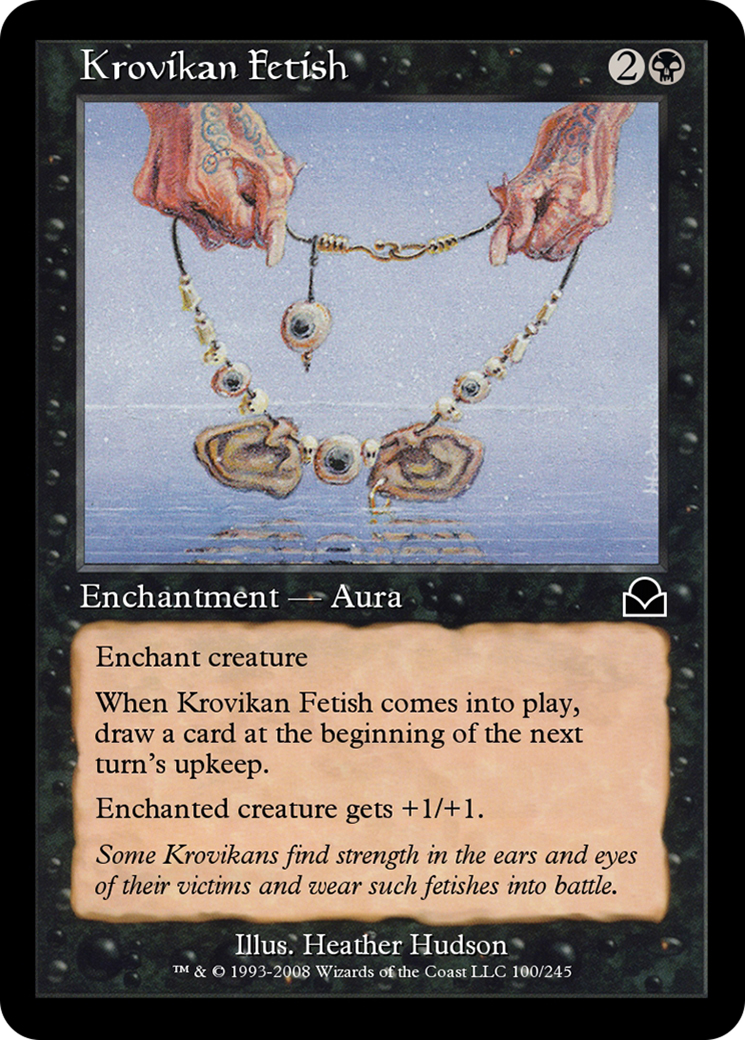 Krovikan Fetish
2
Enchantment — Aura
Enchant creature
When Krovikan Fetish comes into play,
draw a card at the beginning of the next
turn's upkeep.
Enchanted creature gets +1/+1.
Some Krovikans find strength in the ears and eyes
of their victims and wear such fetishes into battle.
Illus. Heather Hudson
™ & © 1993-2008 Wizards of the Coast LLC 100/245